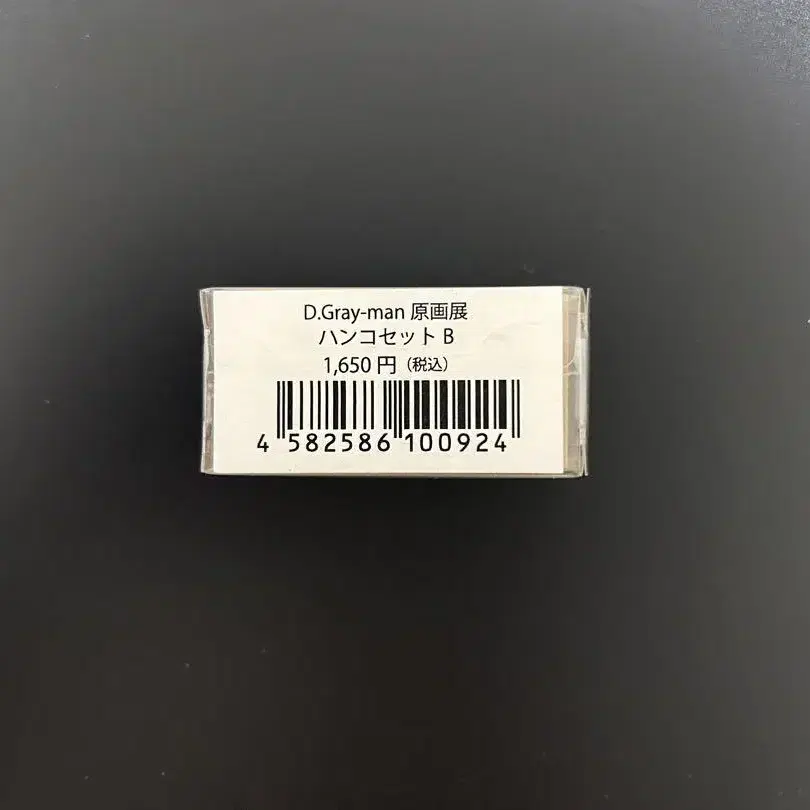 D.Gray-man 原画展
ハンコセット B
1,650 円（税込）
4 582586 100924